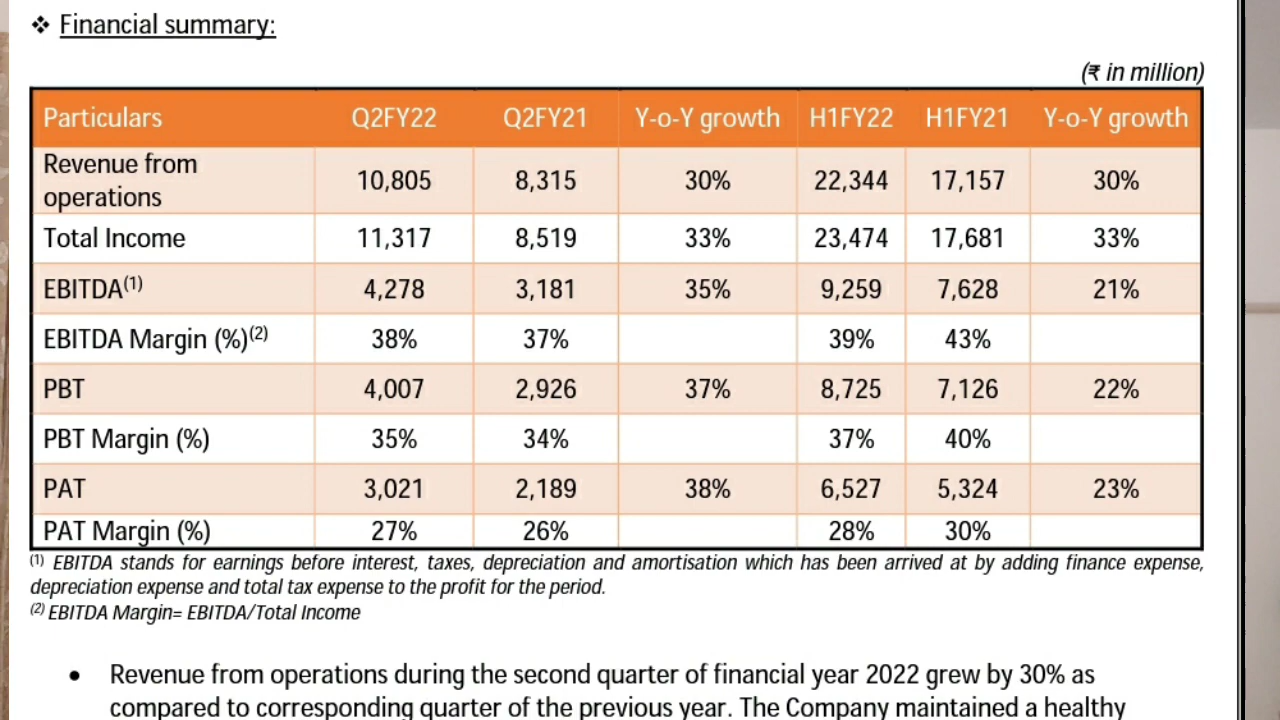 ❖ Financial summary:
(₹ in million)
Particulars Q2FY22 Q2FY21 Y-o-Y growth H1FY22 H1FY21 Y-o-Y growth
Revenue from
operations 10,805 8,315 30% 22,344 17,157 30%
Total Income 11,317 8,519 33% 23,474 17,681 33%
EBITDA(1) 4,278 3,181 35% 9,259 7,628 21%
EBITDA Margin (%)(2) 38% 37% 39% 43%
PBT 4,007 2,926 37% 8,725 7,126 22%
PBT Margin (%) 35% 34% 37% 40%
PAT 3,021 2,189 38% 6,527 5,324 23%
PAT Margin (%) 27% 26% 28% 30%
(1) EBITDA stands for earnings before interest, taxes, depreciation and amortisation which has been arrived at by adding finance expense,
depreciation expense and total tax expense to the profit for the period.
(2) EBITDA Margin= EBITDA/Total Income
• Revenue from operations during the second quarter of financial year 2022 grew by 30% as
compared to corresponding quarter of the previous year. The Company maintained a healthy